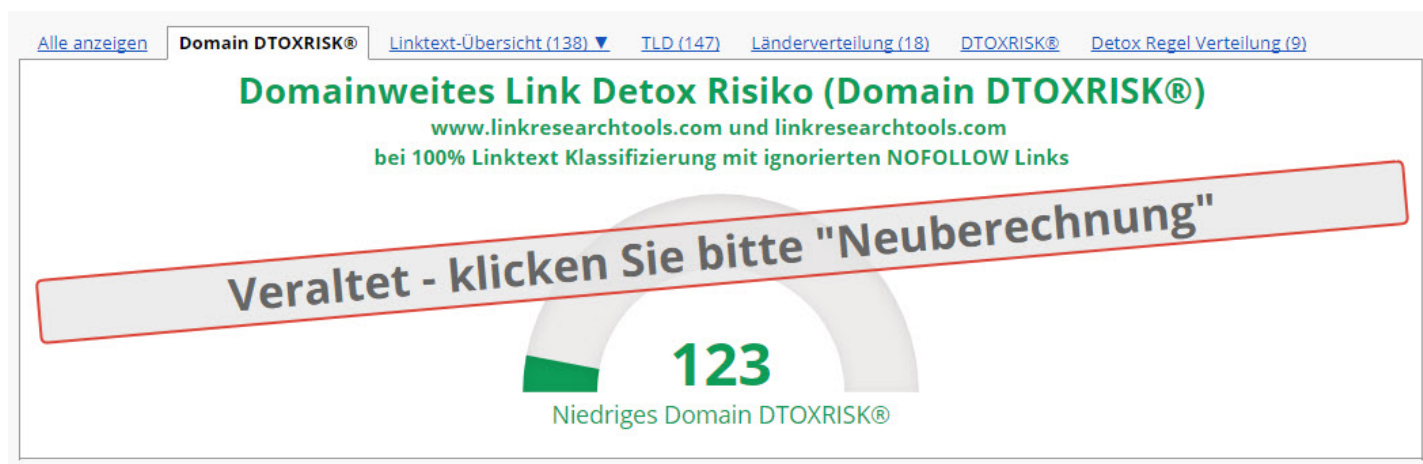 Alle anzeigen Domain DTOXRISK® Linktext-Übersicht (138) ▼ TLD (147) Länderverteilung (18) DTOXRISK® Detox Regel Verteilung (9)
Domainweites Link Detox Risiko (Domain DTOXRISK®)
www.linkresearchtools.com und linkresearchtools.com
bei 100% Linktext Klassifizierung mit ignorierten NOFOLLOW Links
Veraltet - klicken Sie bitte "Neuberechnung"
123
Niedriges Domain DTOXRISK®